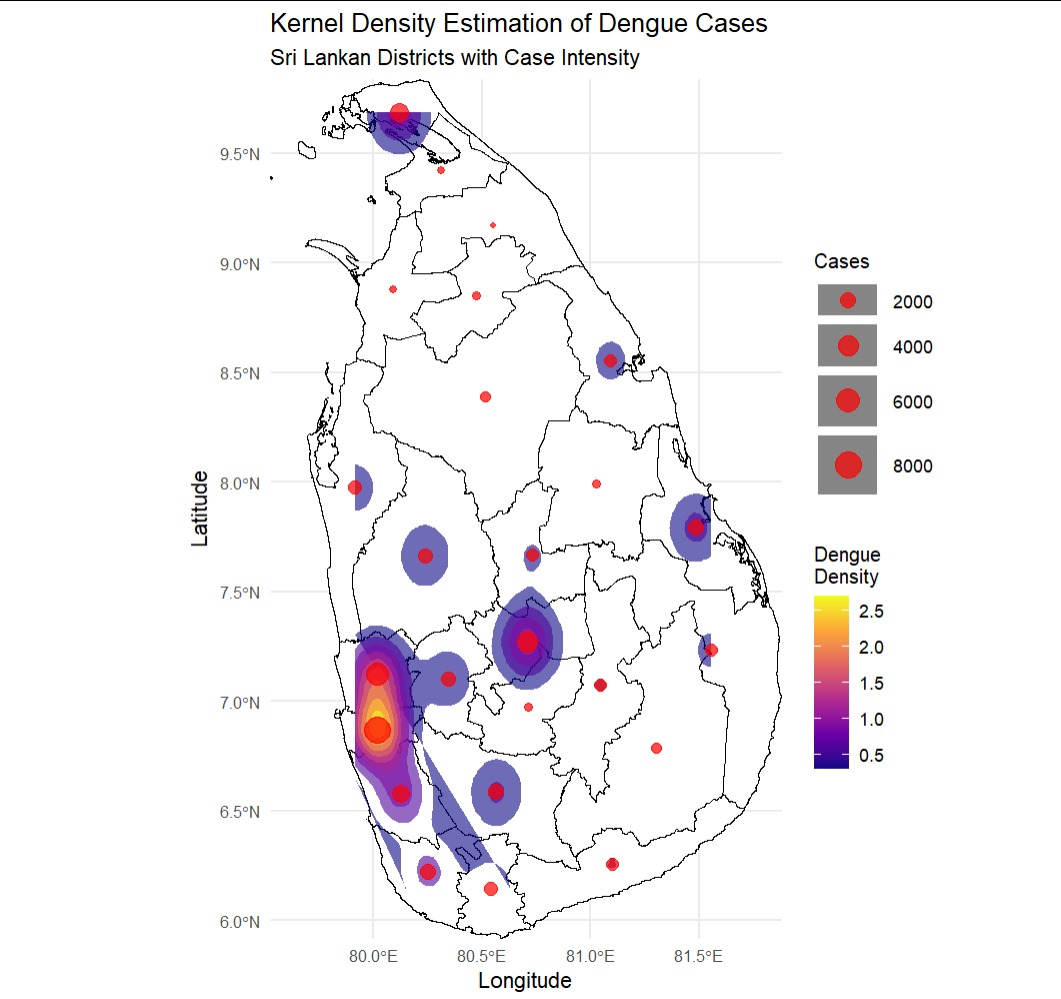 Kernel Density Estimation of Dengue Cases
Sri Lankan Districts with Case Intensity
9.5°N
9.0°N
8.5°N
8.0°N
7.5°N
7.0°N
6.5°N
6.0°N
Latitude
80.0°E
80.5°E
81.0°E
81.5°E
Longitude
Cases
2000
4000
6000
8000
Dengue
Density
2.5
2.0
1.5
1.0
0.5